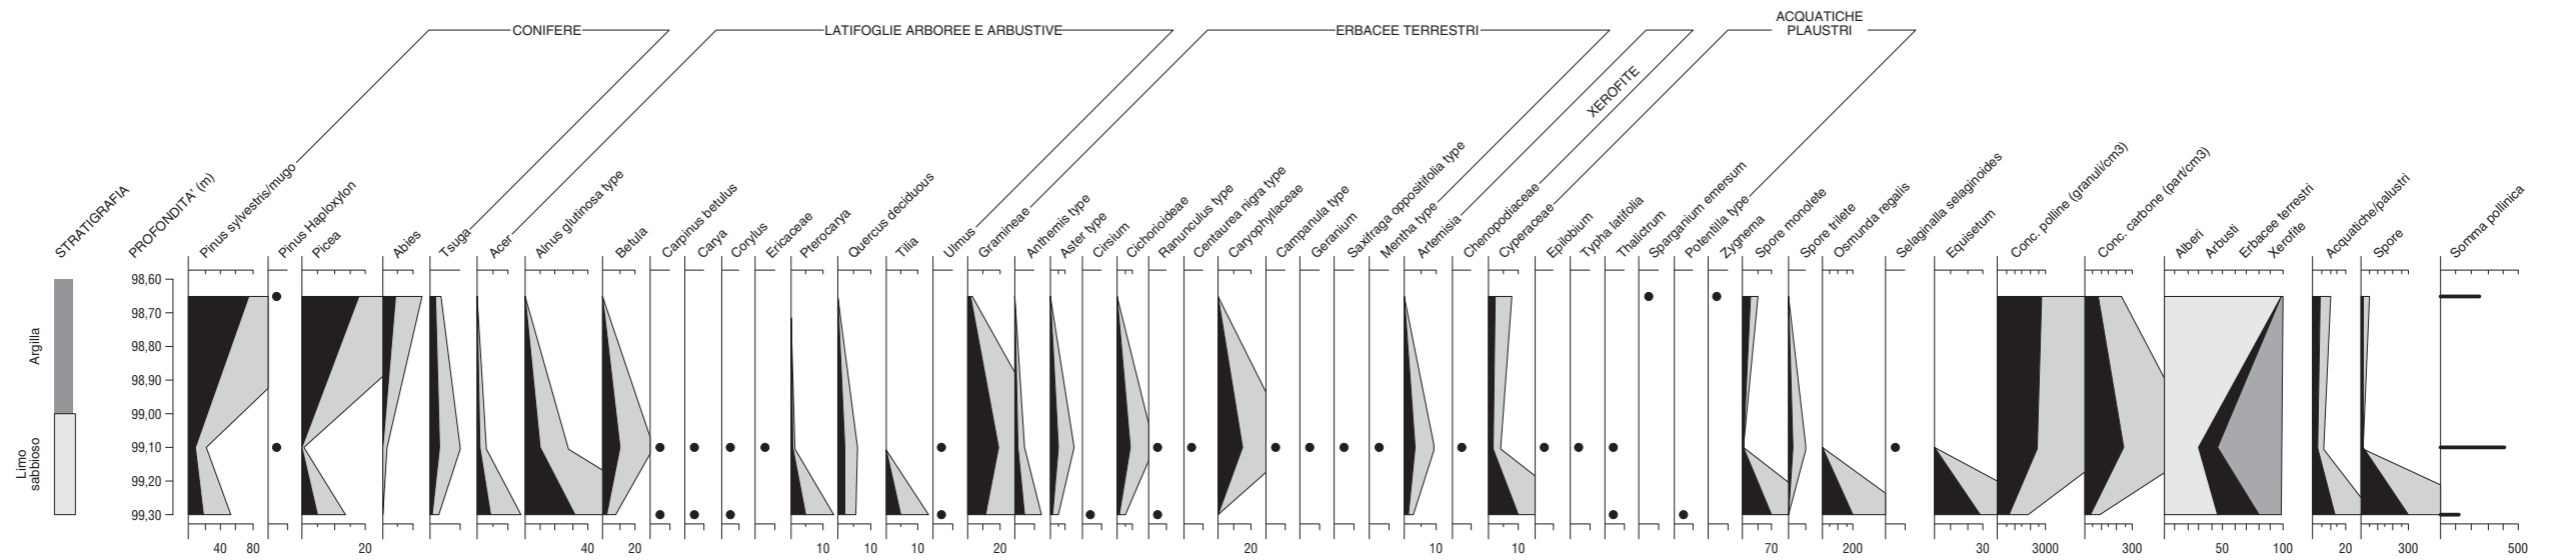 CONIFERE
LATIFOGLIE ARBOREE E ARBUSTIVE
ERBACEE TERRESTRI
XEROFITE
ACQUATICHE
PLAUSTRI
STRATIGRAFIA
PROFONDITA' (m)
Pinus sylvestris/mugo
Pinus Haploxylon
Picea
Abies
Tsuga
Acer
Alnus glutinosa type
Betula
Carpinus betulus
Carya
Corylus
Ericaceae
Pterocarya
Quercus deciduous
Tilia
Ulmus
Gramineae
Anthemis type
Aster type
Cirsium
Cichorioideae
Ranunculus type
Centaurea nigra type
Caryophyllaceae
Campanula type
Geranium
Saxifraga oppositifolia type
Mentha type
Artemisia
Chenopodiaceae
Cyperaceae
Epilobium
Typha latifolia
Thalictrum
Sparganium emersum
Potentilla type
Zygnema
Spore monolete
Spore trilete
Osmunda regalis
Selaginalla selaginoides
Equisetum
Conc. polline (granuli/cm3)
Conc. carbone (part/cm3)
Alberi
Arbusti
Erbacee terrestri
Xerofite
Acquatiche/palustri
Spore
Somma pollinica
Argilla
Limo
sabbioso
98,60
98,70
98,80
98,90
99,00
99,10
99,20
99,30
40 80 20 40 20 10 10 10 20 20 10 10 70 200 30 3000 300 50 100 20 300 500